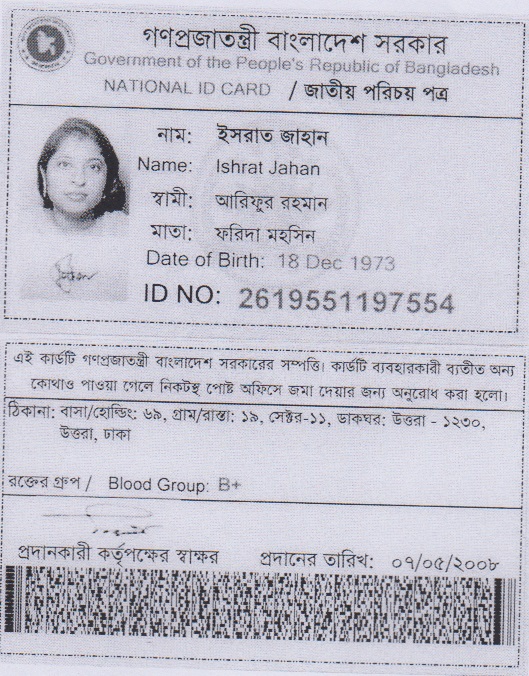 গণপ্রজাতন্ত্রী বাংলাদেশ সরকার
Government of the People's Republic of Bangladesh
NATIONAL ID CARD / জাতীয় পরিচয় পত্র
নাম: ইসরাত জাহান
Name: Ishrat Jahan
স্বামী: আরিফুর রহমান
মাতা: ফরিদা মহসিন
Date of Birth: 18 Dec 1973
ID NO: 2619551197554
এই কার্ডটি গণপ্রজাতন্ত্রী বাংলাদেশ সরকারের সম্পত্তি। কার্ডটি ব্যবহারকারী ব্যতীত অন্য
কোথাও পাওয়া গেলে নিকটস্থ পোষ্ট অফিসে জমা দেয়ার জন্য অনুরোধ করা হলো।
ঠিকানা: বাসা/হোল্ডিং: ৬৯, গ্রাম/রাস্তা: ১৯, সেক্টর-১১, ডাকঘর: উত্তরা - ১২৩০,
উত্তরা, ঢাকা
রক্তের গ্রুপ / Blood Group: B+
প্রদানকারী কর্তৃপক্ষের স্বাক্ষর প্রদানের তারিখ: ০৭/০৫/২০০৮